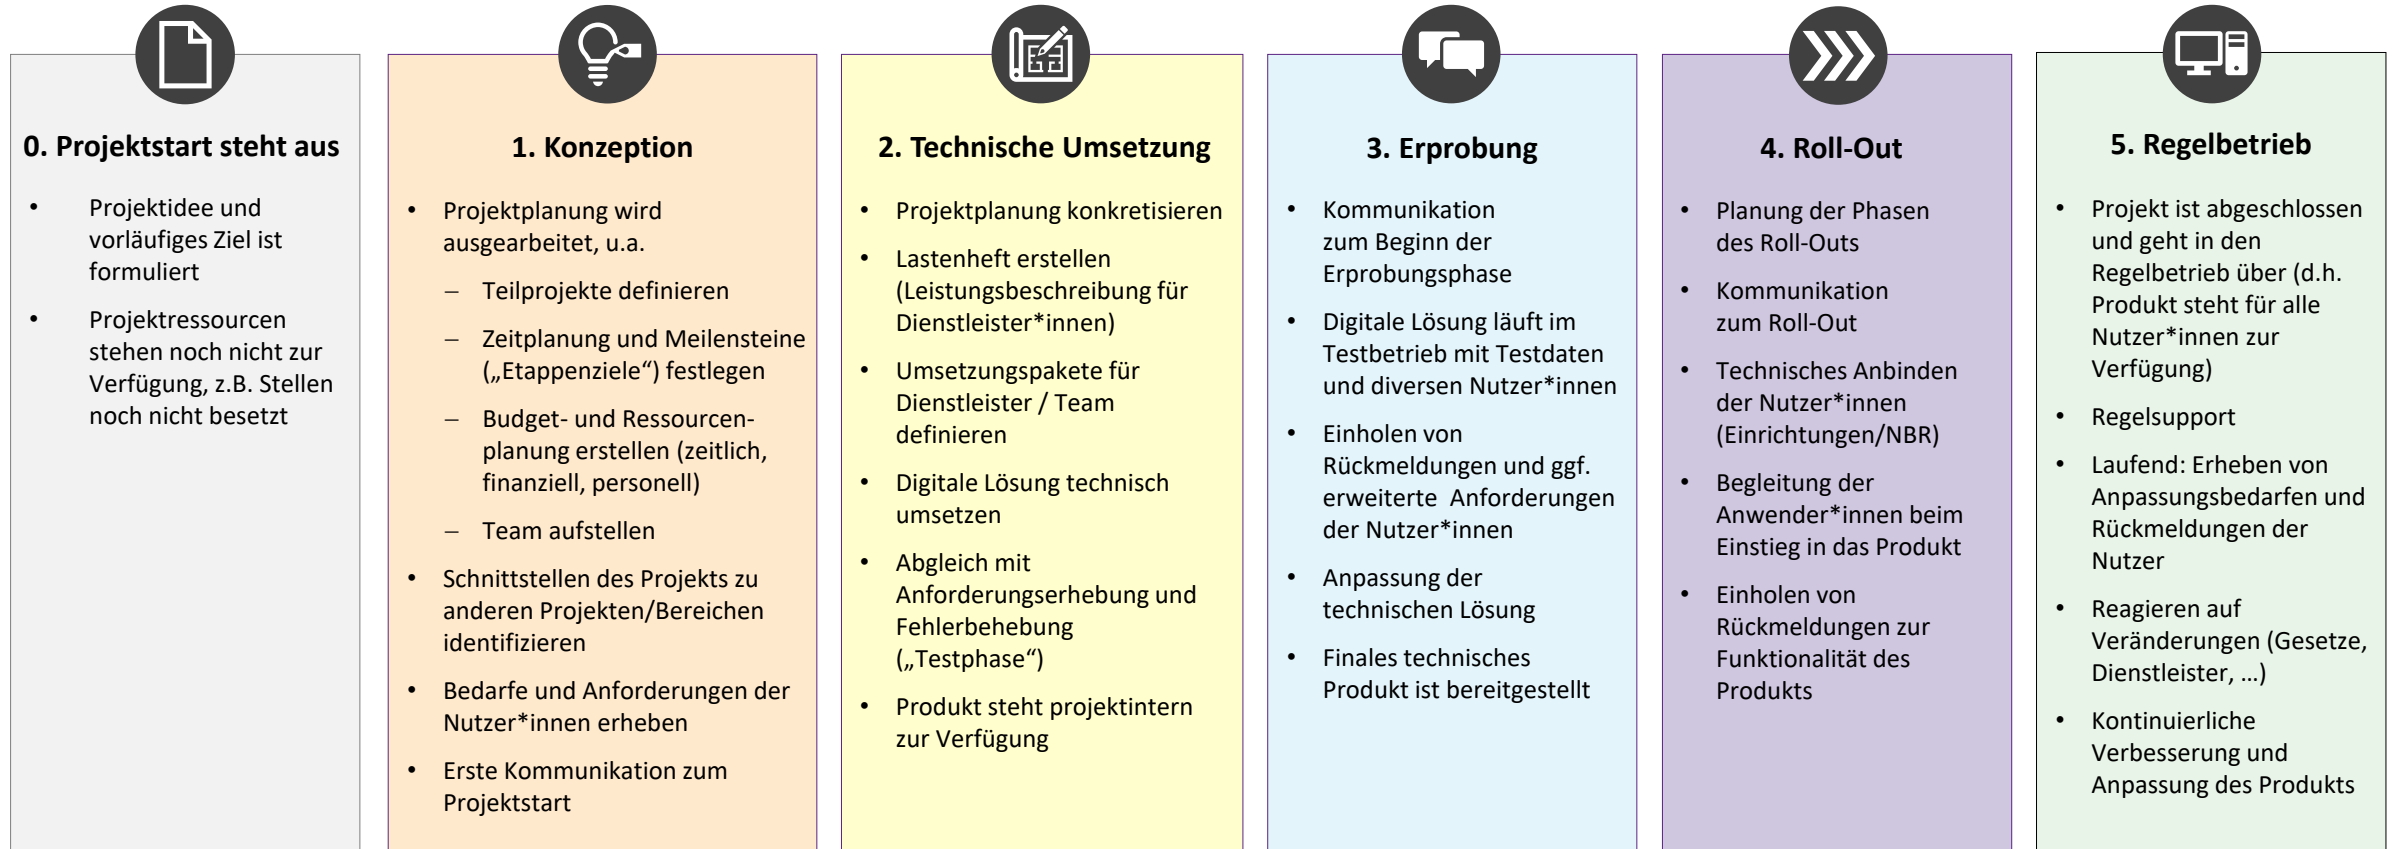 0. Projektstart steht aus
• Projektidee und
vorläufiges Ziel ist
formuliert
• Projektressourcen
stehen noch nicht zur
Verfügung, z.B. Stellen
noch nicht besetzt
1. Konzeption
• Projektplanung wird
ausgearbeitet, u.a.
– Teilprojekte definieren
– Zeitplanung und Meilensteine
(„Etappenziele“) festlegen
– Budget- und Ressourcen-
planung erstellen (zeitlich,
finanziell, personell)
– Team aufstellen
• Schnittstellen des Projekts zu
anderen Projekten/Bereichen
identifizieren
• Bedarfe und Anforderungen der
Nutzer*innen erheben
• Erste Kommunikation zum
Projektstart
2. Technische Umsetzung
• Projektplanung konkretisieren
• Lastenheft erstellen
(Leistungsbeschreibung für
Dienstleister*innen)
• Umsetzungspakete für
Dienstleister / Team
definieren
• Digitale Lösung technisch
umsetzen
• Abgleich mit
Anforderungserhebung und
Fehlerbehebung
(„Testphase“)
• Produkt steht projektintern
zur Verfügung
3. Erprobung
• Kommunikation
zum Beginn der
Erprobungsphase
• Digitale Lösung läuft im
Testbetrieb mit Testdaten
und diversen Nutzer*innen
• Einholen von
Rückmeldungen und ggf.
erweiterte Anforderungen
der Nutzer*innen
• Anpassung der
technischen Lösung
• Finales technisches
Produkt ist bereitgestellt
4. Roll-Out
• Planung der Phasen
des Roll-Outs
• Kommunikation
zum Roll-Out
• Technisches Anbinden
der Nutzer*innen
(Einrichtungen/NBR)
• Begleitung der
Anwender*innen beim
Einstieg in das Produkt
• Einholen von
Rückmeldungen zur
Funktionalität des
Produkts
5. Regelbetrieb
• Projekt ist abgeschlossen
und geht in den
Regelbetrieb über (d.h.
Produkt steht für alle
Nutzer*innen zur
Verfügung)
• Regelsupport
• Laufend: Erheben von
Anpassungsbedarfen und
Rückmeldungen der
Nutzer
• Reagieren auf
Veränderungen (Gesetze,
Dienstleister, …)
• Kontinuierliche
Verbesserung und
Anpassung des Produkts